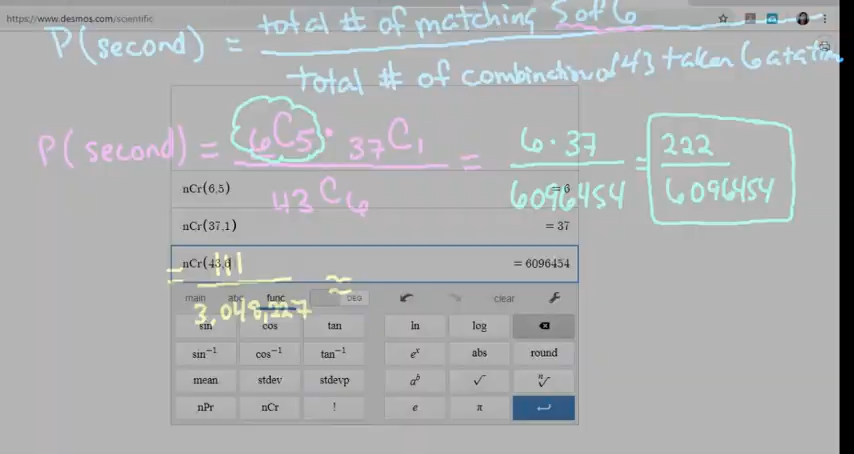 https://www.desmos.com/scientific
P(second) = total # of matching 5 of 6
total # of combination of 43 taken 6 at a time
P(second) = 6C5 · 37C1 = 6 · 37 = 222
43C6 6096454 6096454
nCr(6,5) = 6
nCr(37,1) = 37
nCr(43,6 = 6096454
= 111 ≈
3,048,227
main abc func DEG clear
sin cos tan ln log
sin⁻¹ cos⁻¹ tan⁻¹ eˣ abs round
mean stdev stdevp aᵇ √ ⁿ√
nPr nCr ! e π